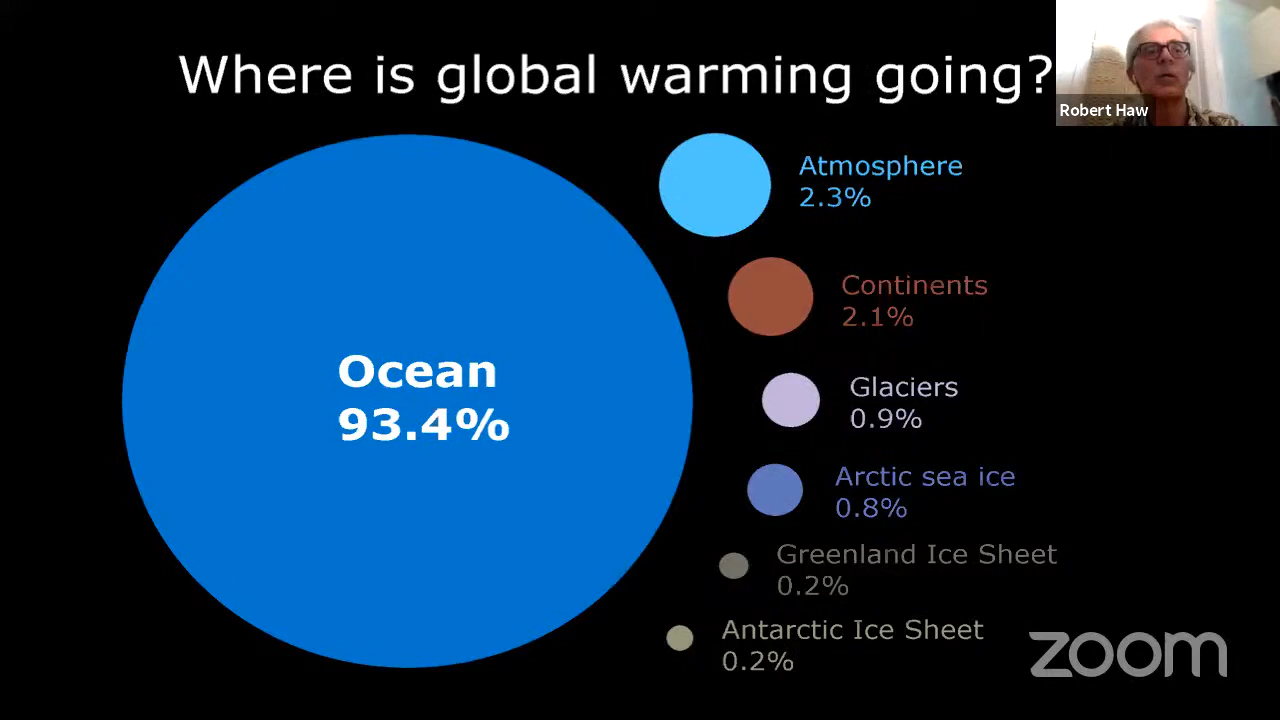 Where is global warming going?
Robert Haw
Atmosphere
2.3%
Continents
2.1%
Ocean
93.4%
Glaciers
0.9%
Arctic sea ice
0.8%
Greenland Ice Sheet
0.2%
Antarctic Ice Sheet
0.2%
zoom